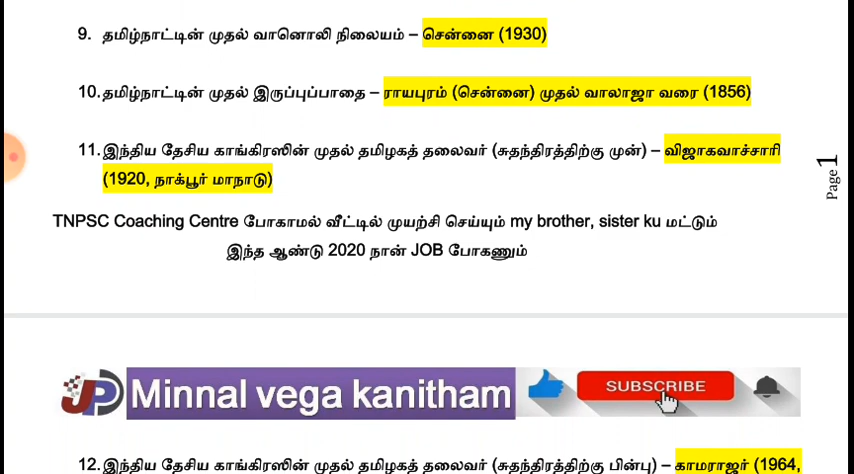 9. தமிழ்நாட்டின் முதல் வானொலி நிலையம் – சென்னை (1930)
10. தமிழ்நாட்டின் முதல் இருப்புப்பாதை – ராயபுரம் (சென்னை) முதல் வாலாஜா வரை (1856)
11. இந்திய தேசிய காங்கிரஸின் முதல் தமிழகத் தலைவர் (சுதந்திரத்திற்கு முன்) – விஜாகவாச்சாரி
(1920, நாக்பூர் மாநாடு)
Page 1
TNPSC Coaching Centre போகாமல் வீட்டில் முயற்சி செய்யும் my brother, sister ku மட்டும்
இந்த ஆண்டு 2020 நான் JOB போகணும்
JP Minnal vega kanitham
SUBSCRIBE
12. இந்திய தேசிய காங்கிரஸின் முதல் தமிழகத் தலைவர் (சுதந்திரத்திற்கு பின்பு) – காமராஜர் (1964,